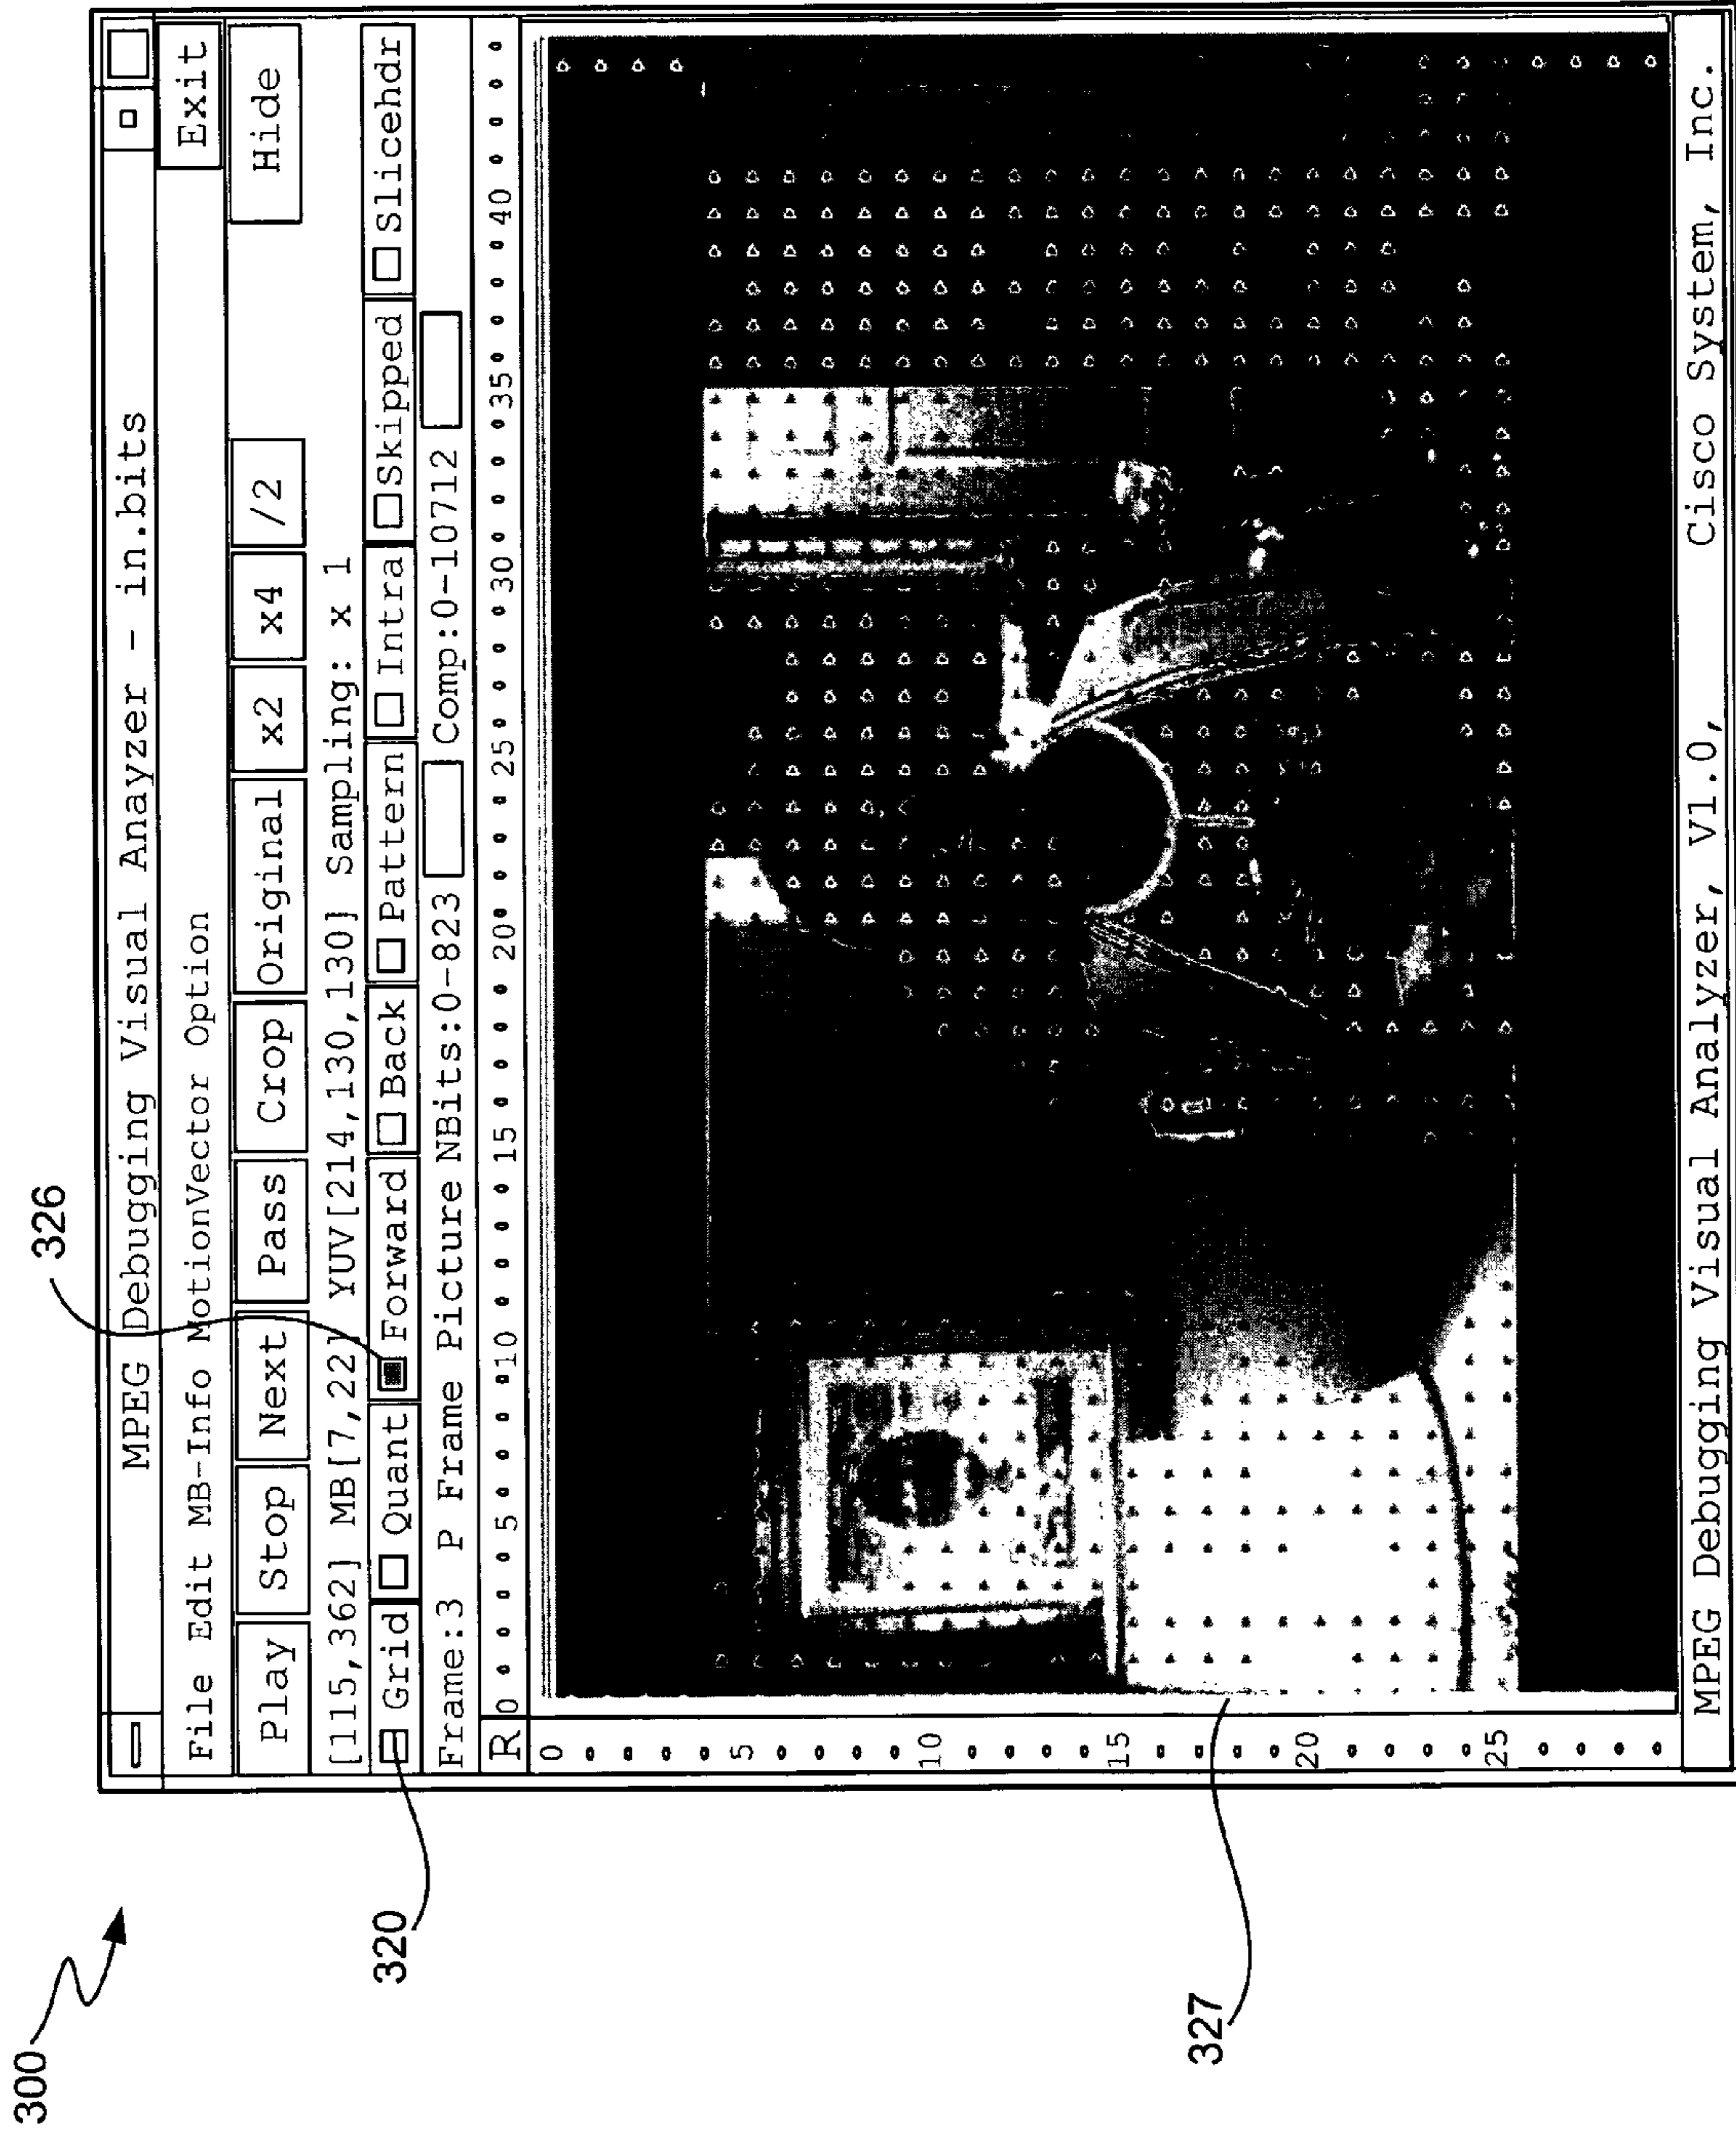 300
326
320
327
MPEG Debugging Visual Anayzer - in.bits
File Edit MB-Info MotionVector Option
Exit
Play Stop Next Pass Crop Original x2 x4 /2 Hide
[115,362] MB[7,22] YUV[214,130,130] Sampling: x 1
Grid Quant Forward Back Pattern Intra Skipped Slicehdr
Frame:3 P Frame Picture NBits:0-823 Comp:0-10712
R 0 5 10 15 20 25 30 35 40
0
5
10
15
20
25
MPEG Debugging Visual Analyzer, V1.0, Cisco System, Inc.